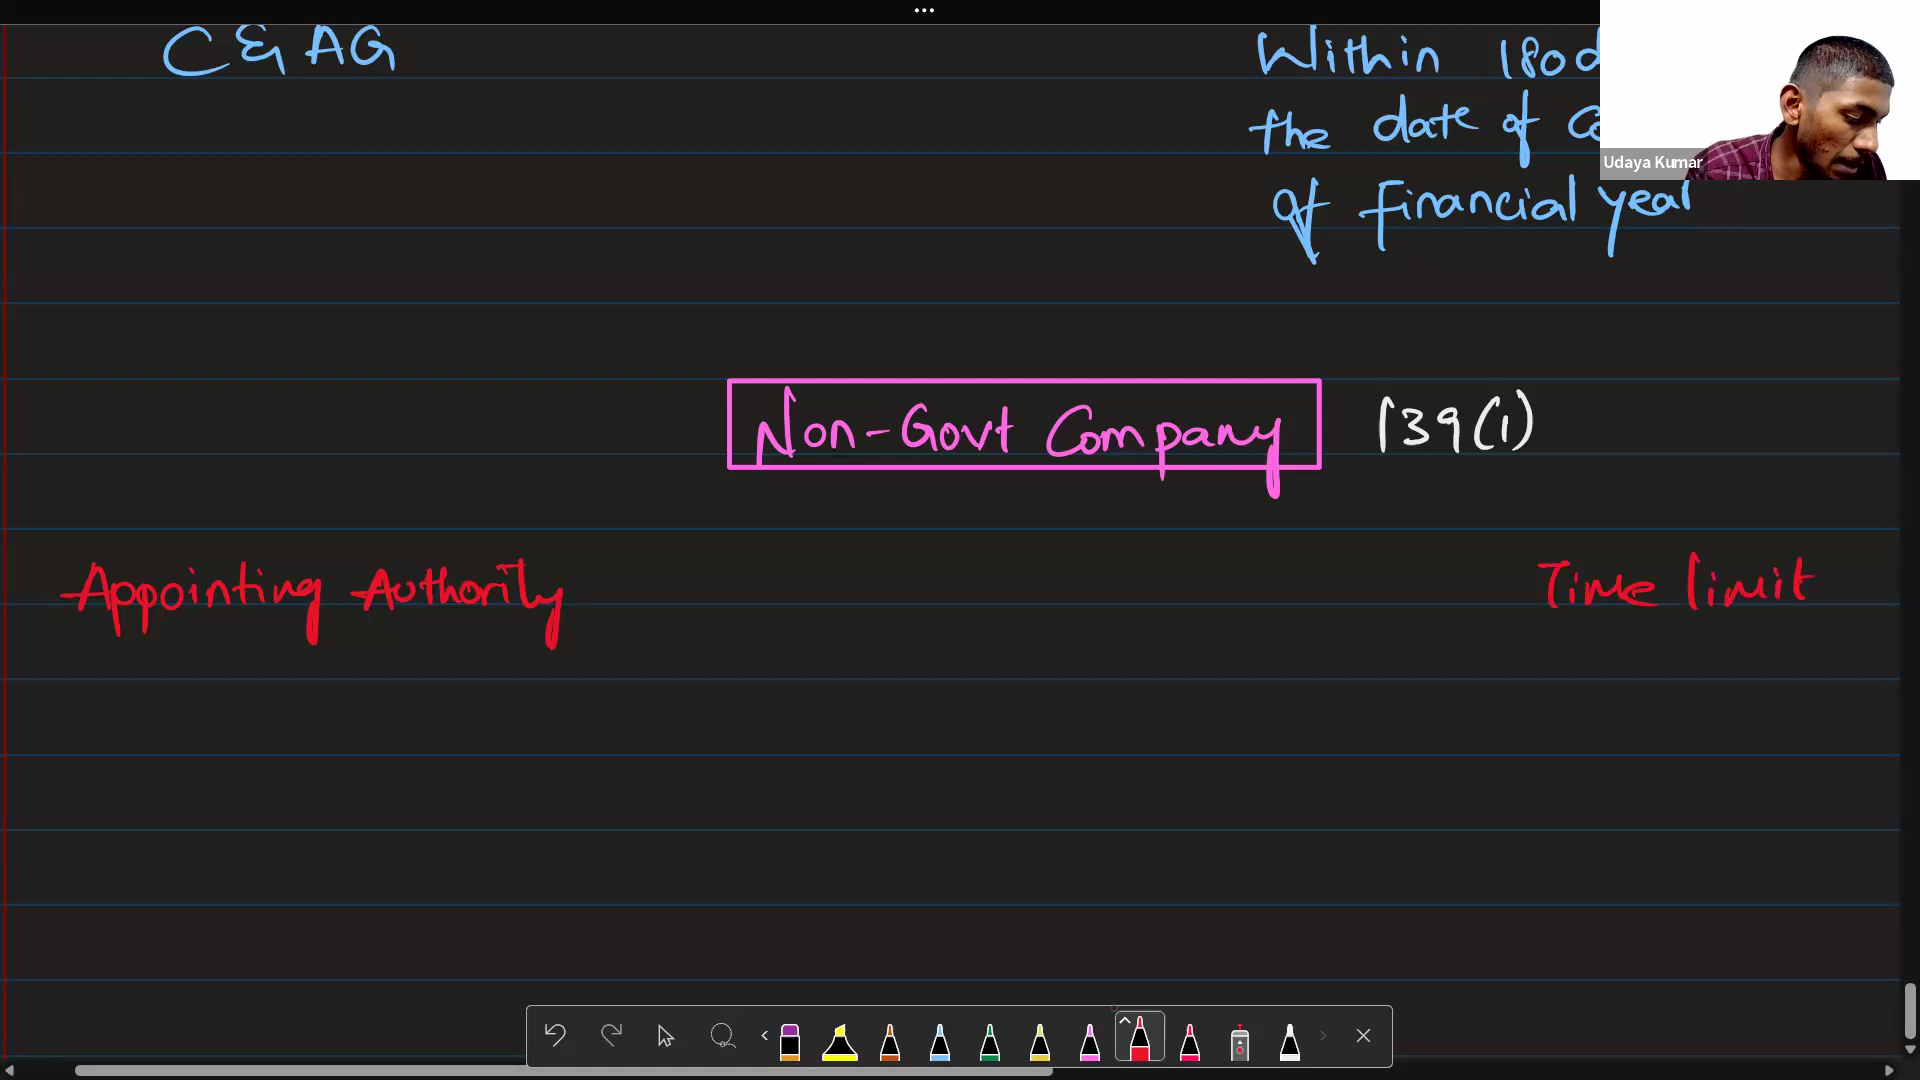 C&AG
Within 180d
the date of Co
of financial year
Udaya Kumar
Non-Govt Company 139(1)
Appointing Authority Time limit